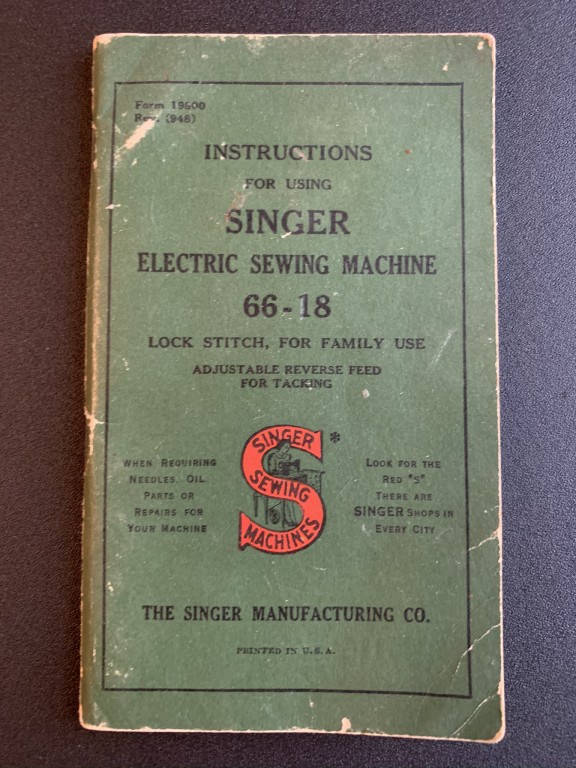 Form 19500
Rev. (948)
INSTRUCTIONS
FOR USING
SINGER
ELECTRIC SEWING MACHINE
66-18
LOCK STITCH, FOR FAMILY USE
ADJUSTABLE REVERSE FEED
FOR TACKING
WHEN REQUIRING
NEEDLES, OIL,
PARTS OR
REPAIRS FOR
YOUR MACHINE
SINGER *
SEWING
MACHINES
LOOK FOR THE
RED "S"
THERE ARE
SINGER SHOPS IN
EVERY CITY
THE SINGER MANUFACTURING CO.
PRINTED IN U.S.A.